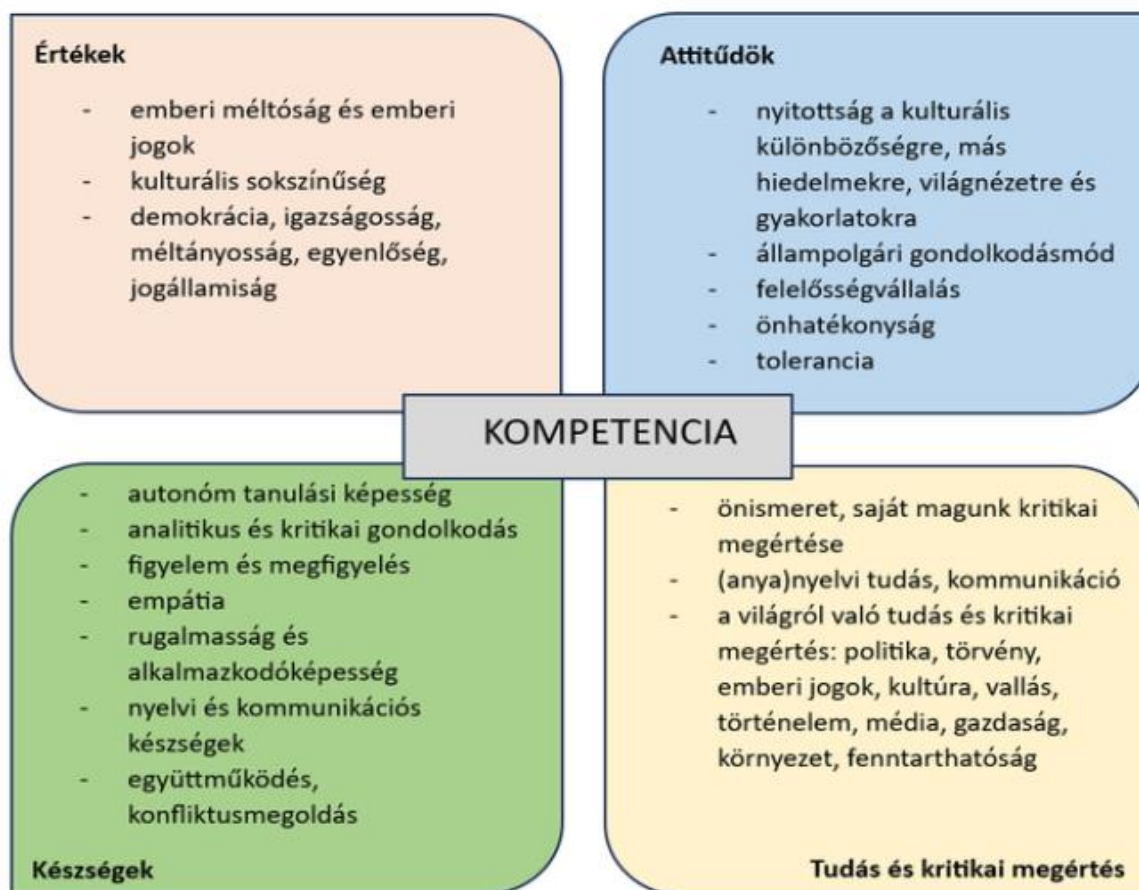 Értékek
- emberi méltóság és emberi
jogok
- kulturális sokszínűség
- demokrácia, igazságosság,
méltányosság, egyenlőség,
jogállamiság
Attitűdök
- nyitottság a kulturális
különbözőségre, más
hiedelmekre, világnézetre és
gyakorlatokra
- állampolgári gondolkodásmód
- felelősségvállalás
- önhatékonyság
- tolerancia
KOMPETENCIA
- autonóm tanulási képesség
- analitikus és kritikai gondolkodás
- figyelem és megfigyelés
- empátia
- rugalmasság és
alkalmazkodóképesség
- nyelvi és kommunikációs
készségek
- együttműködés,
konfliktusmegoldás
Készségek
- önismeret, saját magunk kritikai
megértése
- (anya)nyelvi tudás, kommunikáció
- a világról való tudás és kritikai
megértés: politika, törvény,
emberi jogok, kultúra, vallás,
történelem, média, gazdaság,
környezet, fenntarthatóság
Tudás és kritikai megértés